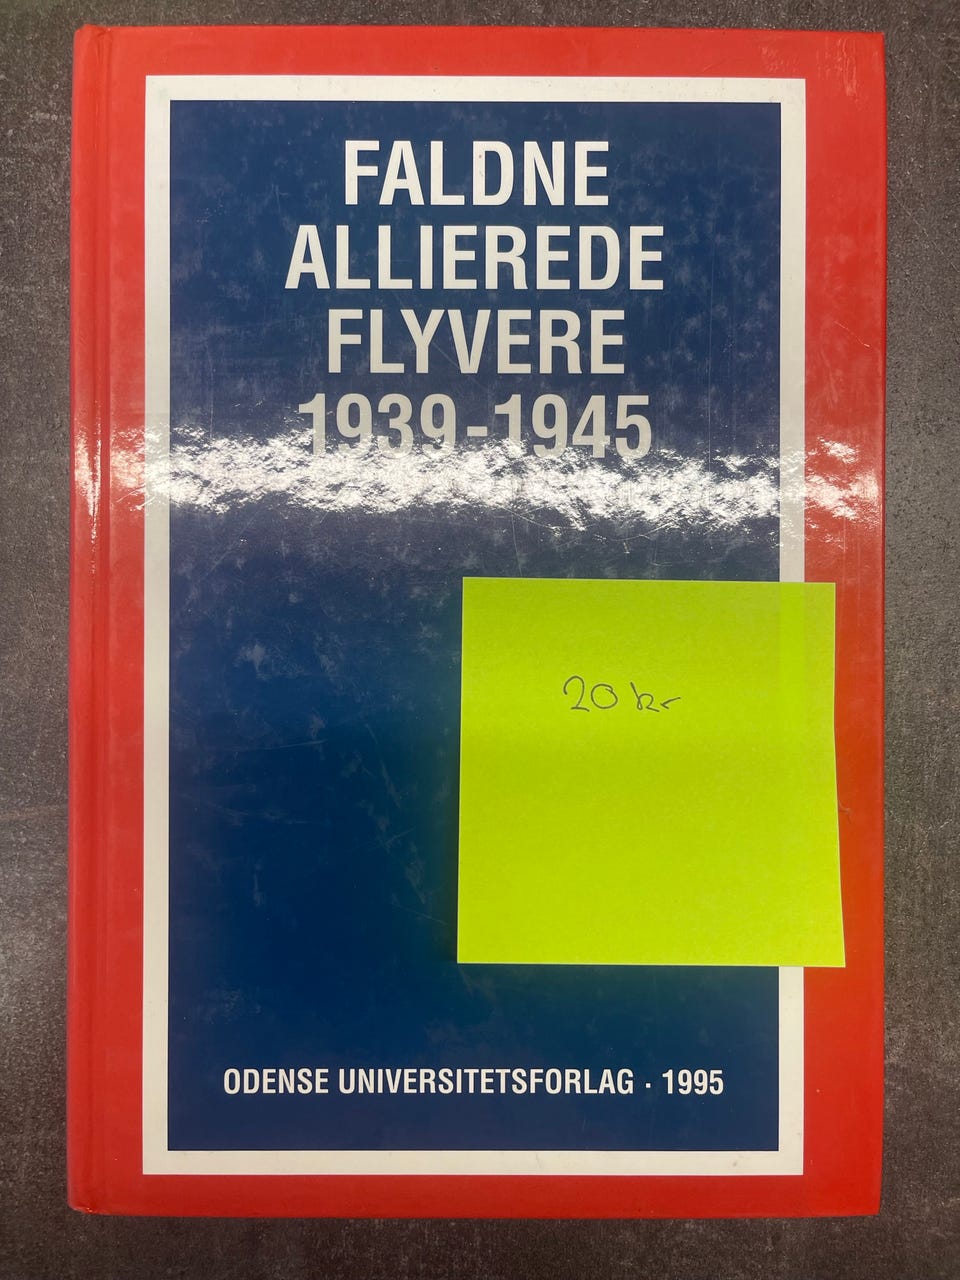 FALDNE
ALLIEREDE
FLYVERE
1939-1945
20 kr
ODENSE UNIVERSITETSFORLAG · 1995